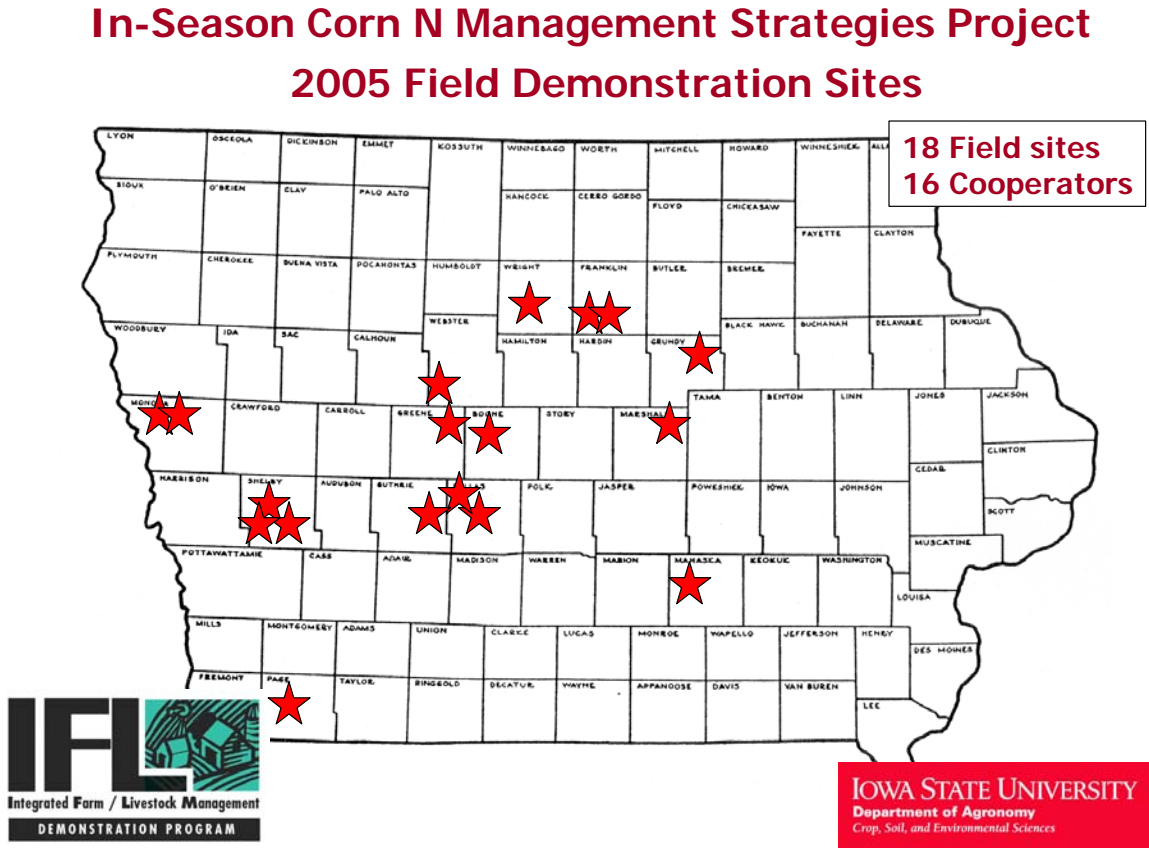 In-Season Corn N Management Strategies Project
2005 Field Demonstration Sites
18 Field sites
16 Cooperators
LYON OSCEOLA DICKINSON EMMET KOSSUTH WINNEBAGO WORTH MITCHELL HOWARD WINNESHIEK ALLA
SIOUX O'BRIEN CLAY PALO ALTO HANCOCK CERRO GORDO FLOYD CHICKASAW
FAYETTE CLAYTON
PLYMOUTH CHEROKEE BUENA VISTA POCAHONTAS HUMBOLDT WRIGHT FRANKLIN BUTLER BREMER
WOODBURY IDA SAC CALHOUN WEBSTER HAMILTON HARDIN GRUNDY BLACK HAWK BUCHANAN DELAWARE DUBUQUE
MONO CRAWFORD CARROLL GREENE BOONE STORY MARSHALL TAMA BENTON LINN JONES JACKSON
CLINTON
CEDAR
HARRISON SHELBY AUDUBON GUTHRIE LAS POLK JASPER POWESHIEK IOWA JOHNSON
SCOTT
MUSCATINE
POTTAWATTAMIE CASS ADAIR MADISON WARREN MARION MAHASKA KEOKUK WASHINGTON
LOUISA
MILLS MONTGOMERY ADAMS UNION CLARKE LUCAS MONROE WAPELLO JEFFERSON HENRY
DES MOINES
FREMONT PAGE TAYLOR RINGGOLD DECATUR WAYNE APPANOOSE DAVIS VAN BUREN
LEE
IFL
Integrated Farm / Livestock Management
DEMONSTRATION PROGRAM
IOWA STATE UNIVERSITY
Department of Agronomy
Crop, Soil, and Environmental Sciences